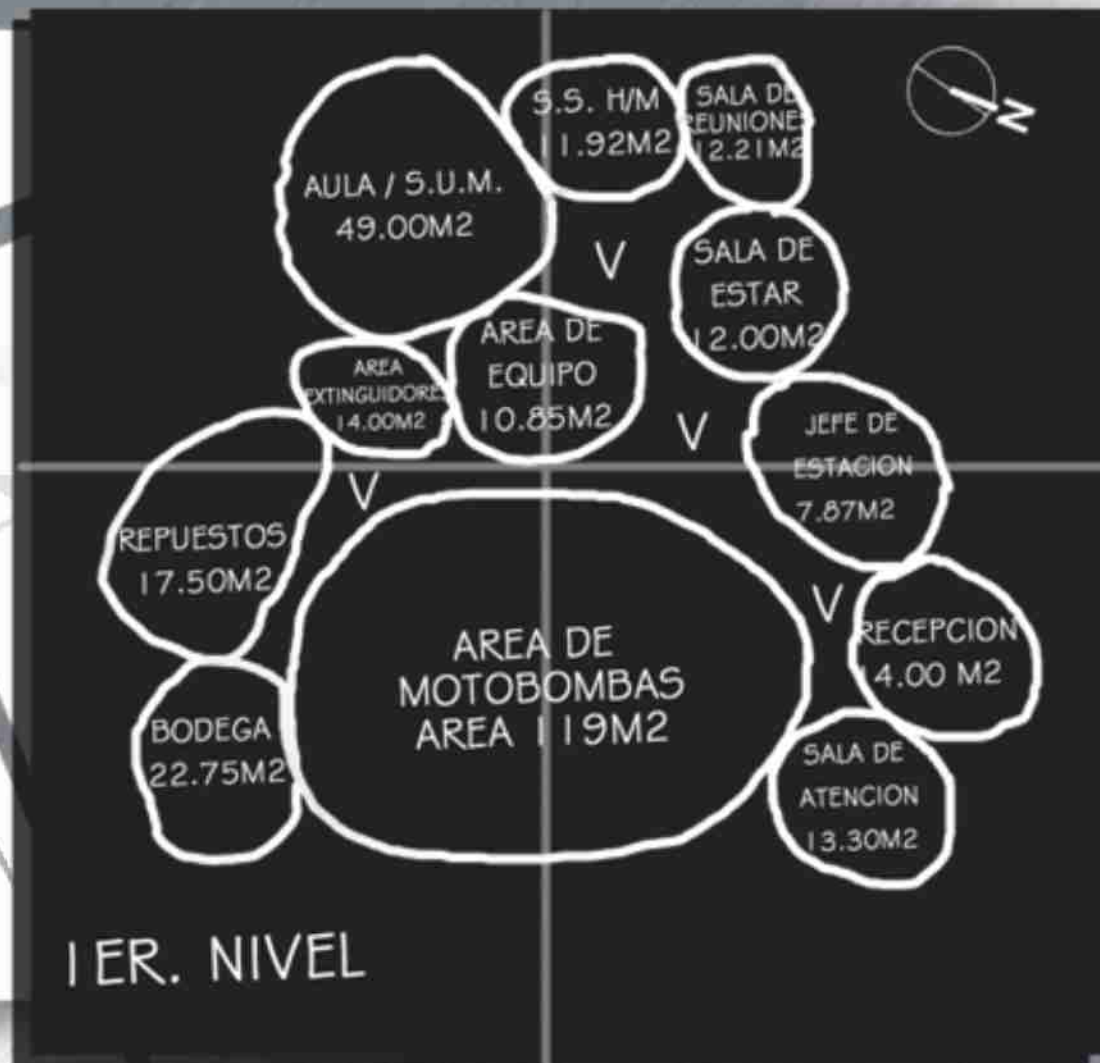 S.S. H/M
11.92M2
SALA DE
REUNIONES
12.21M2
N
AULA / S.U.M.
49.00M2
V
SALA DE
ESTAR
12.00M2
AREA DE
EQUIPO
10.85M2
AREA
EXTINGUIDORES
14.00M2
V
JEFE DE
ESTACION
7.87M2
V
REPUESTOS
17.50M2
V
RECEPCION
4.00 M2
AREA DE
MOTOBOMBAS
AREA 119M2
BODEGA
22.75M2
SALA DE
ATENCION
13.30M2
1ER. NIVEL